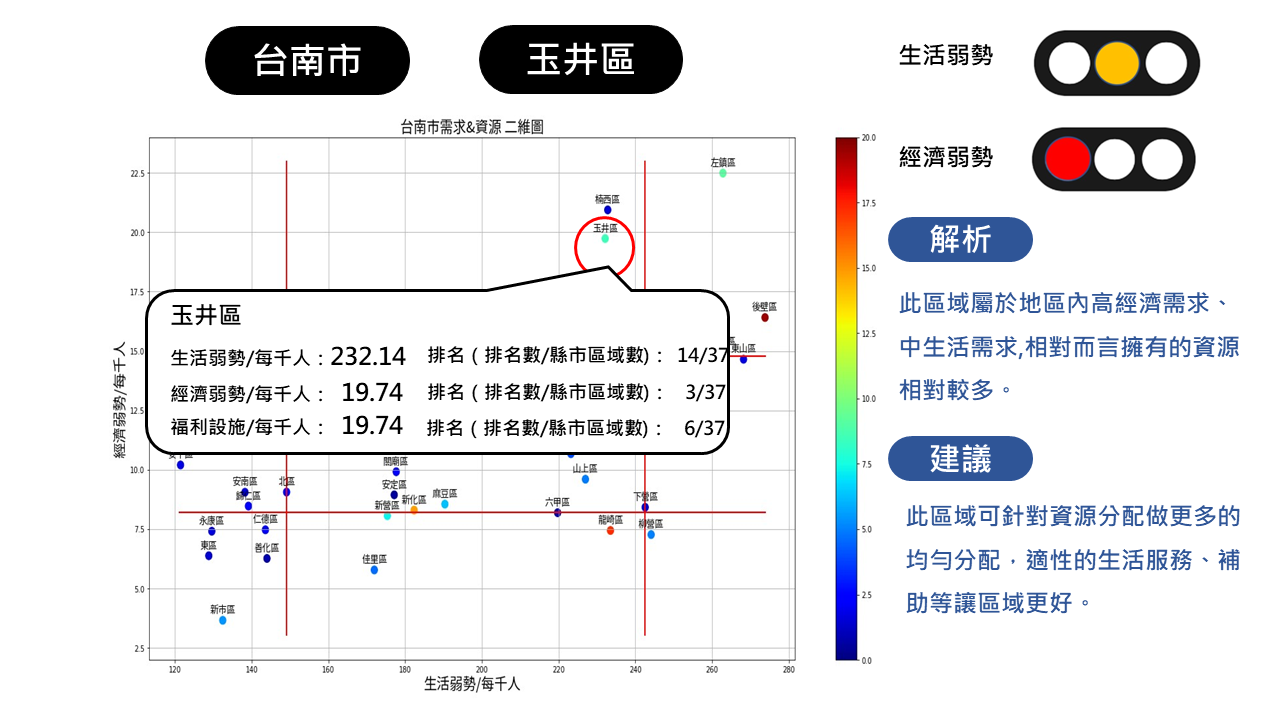 台南市
玉井區
生活弱勢
經濟弱勢
台南市需求&資源 二維圖
左鎮區
楠西區
玉井區
後壁區
東山區
玉井區
生活弱勢/每千人：232.14 排名（排名數/縣市區域數)： 14/37
經濟弱勢/每千人： 19.74 排名（排名數/縣市區域數)： 3/37
福利設施/每千人： 19.74 排名（排名數/縣市區域數)： 6/37
關廟區
山上區
安南區
北區
安定區
歸仁區
麻豆區
新化區
新營區
六甲區
下營區
永康區
仁德區
龍崎區
柳營區
東區
善化區
佳里區
新市區
22.5
20.0
17.5
15.0
12.5
10.0
7.5
5.0
2.5
120 140 160 180 200 220 240 260 280
生活弱勢/每千人
經濟弱勢/每千人
20.0
17.5
15.0
12.5
10.0
7.5
5.0
2.5
0.0
解析
此區域屬於地區內高經濟需求、
中生活需求,相對而言擁有的資源
相對較多。
建議
此區域可針對資源分配做更多的
均勻分配，適性的生活服務、補
助等讓區域更好。